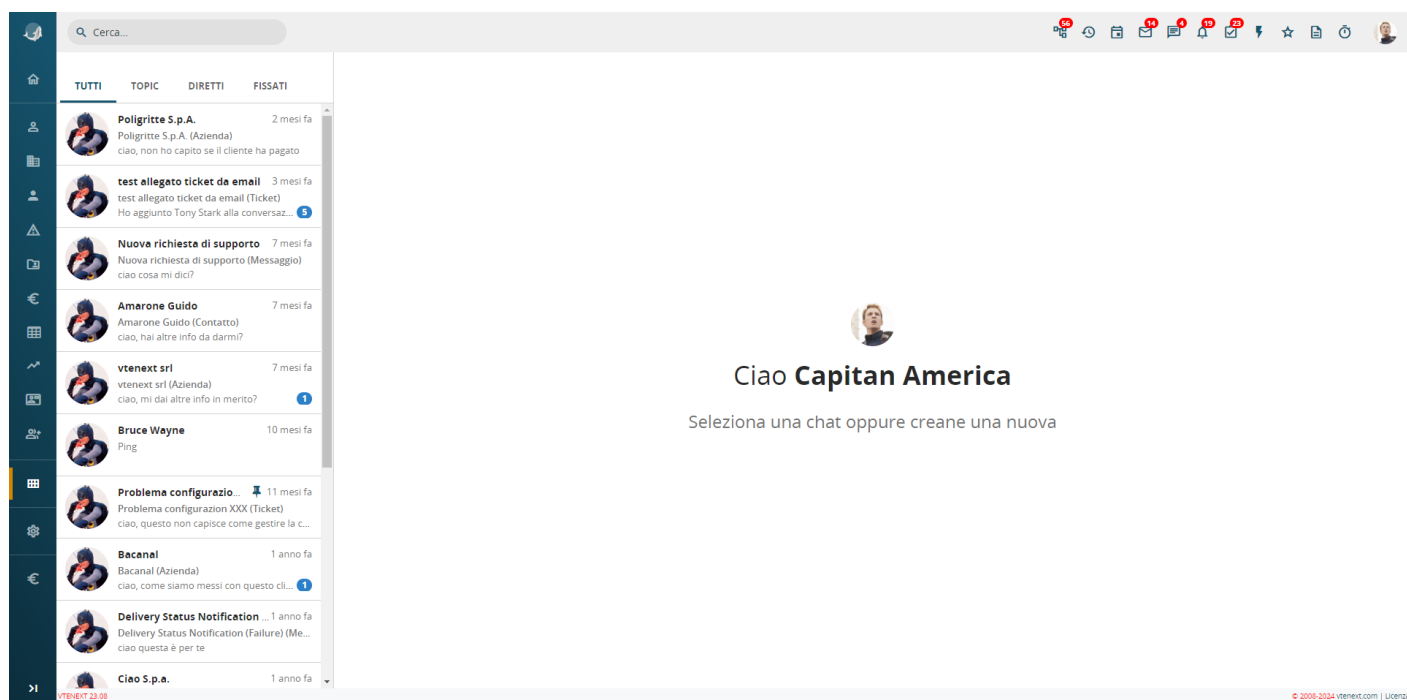 Cerca...
56
14
4
19
23
TUTTI TOPIC DIRETTI FISSATI
Poligritte S.p.A. 2 mesi fa
Poligritte S.p.A. (Azienda)
ciao, non ho capito se il cliente ha pagato
test allegato ticket da email 3 mesi fa
test allegato ticket da email (Ticket)
Ho aggiunto Tony Stark alla conversaz... 5
Nuova richiesta di supporto 7 mesi fa
Nuova richiesta di supporto (Messaggio)
ciao cosa mi dici?
Amarone Guido 7 mesi fa
Amarone Guido (Contatto)
ciao, hai altre info da darmi?
vtenext srl 7 mesi fa
vtenext srl (Azienda)
ciao, mi dai altre info in merito? 1
Bruce Wayne 10 mesi fa
Ping
Problema configurazio... 11 mesi fa
Problema configurazion XXX (Ticket)
ciao, questo non capisce come gestire la c...
Bacanal 1 anno fa
Bacanal (Azienda)
ciao, come siamo messi con questo cli... 1
Delivery Status Notification ... 1 anno fa
Delivery Status Notification (Failure) (Me...
ciao questa è per te
Ciao S.p.a. 1 anno fa
Ciao Capitan America
Seleziona una chat oppure creane una nuova
VTENEXT 23.08
© 2008-2024 vtenext.com | Licenz